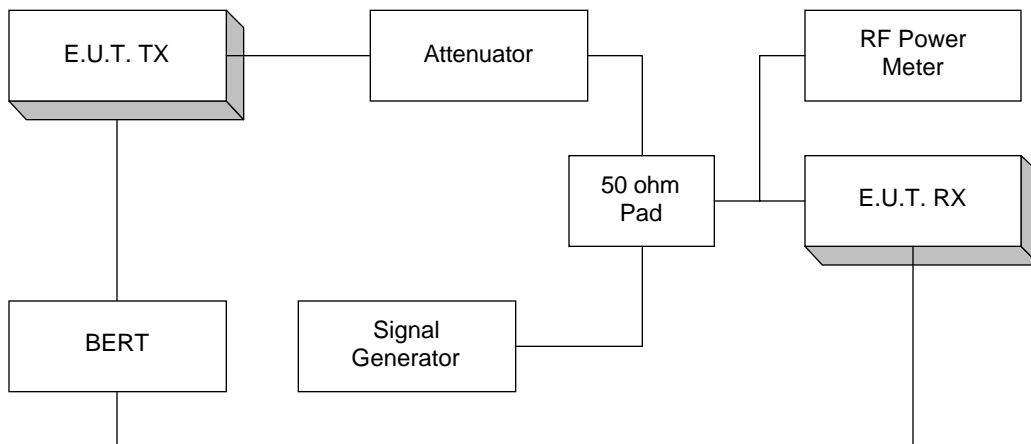 E.U.T. TX
Attenuator
RF Power
Meter
50 ohm
Pad
E.U.T. RX
BERT
Signal
Generator